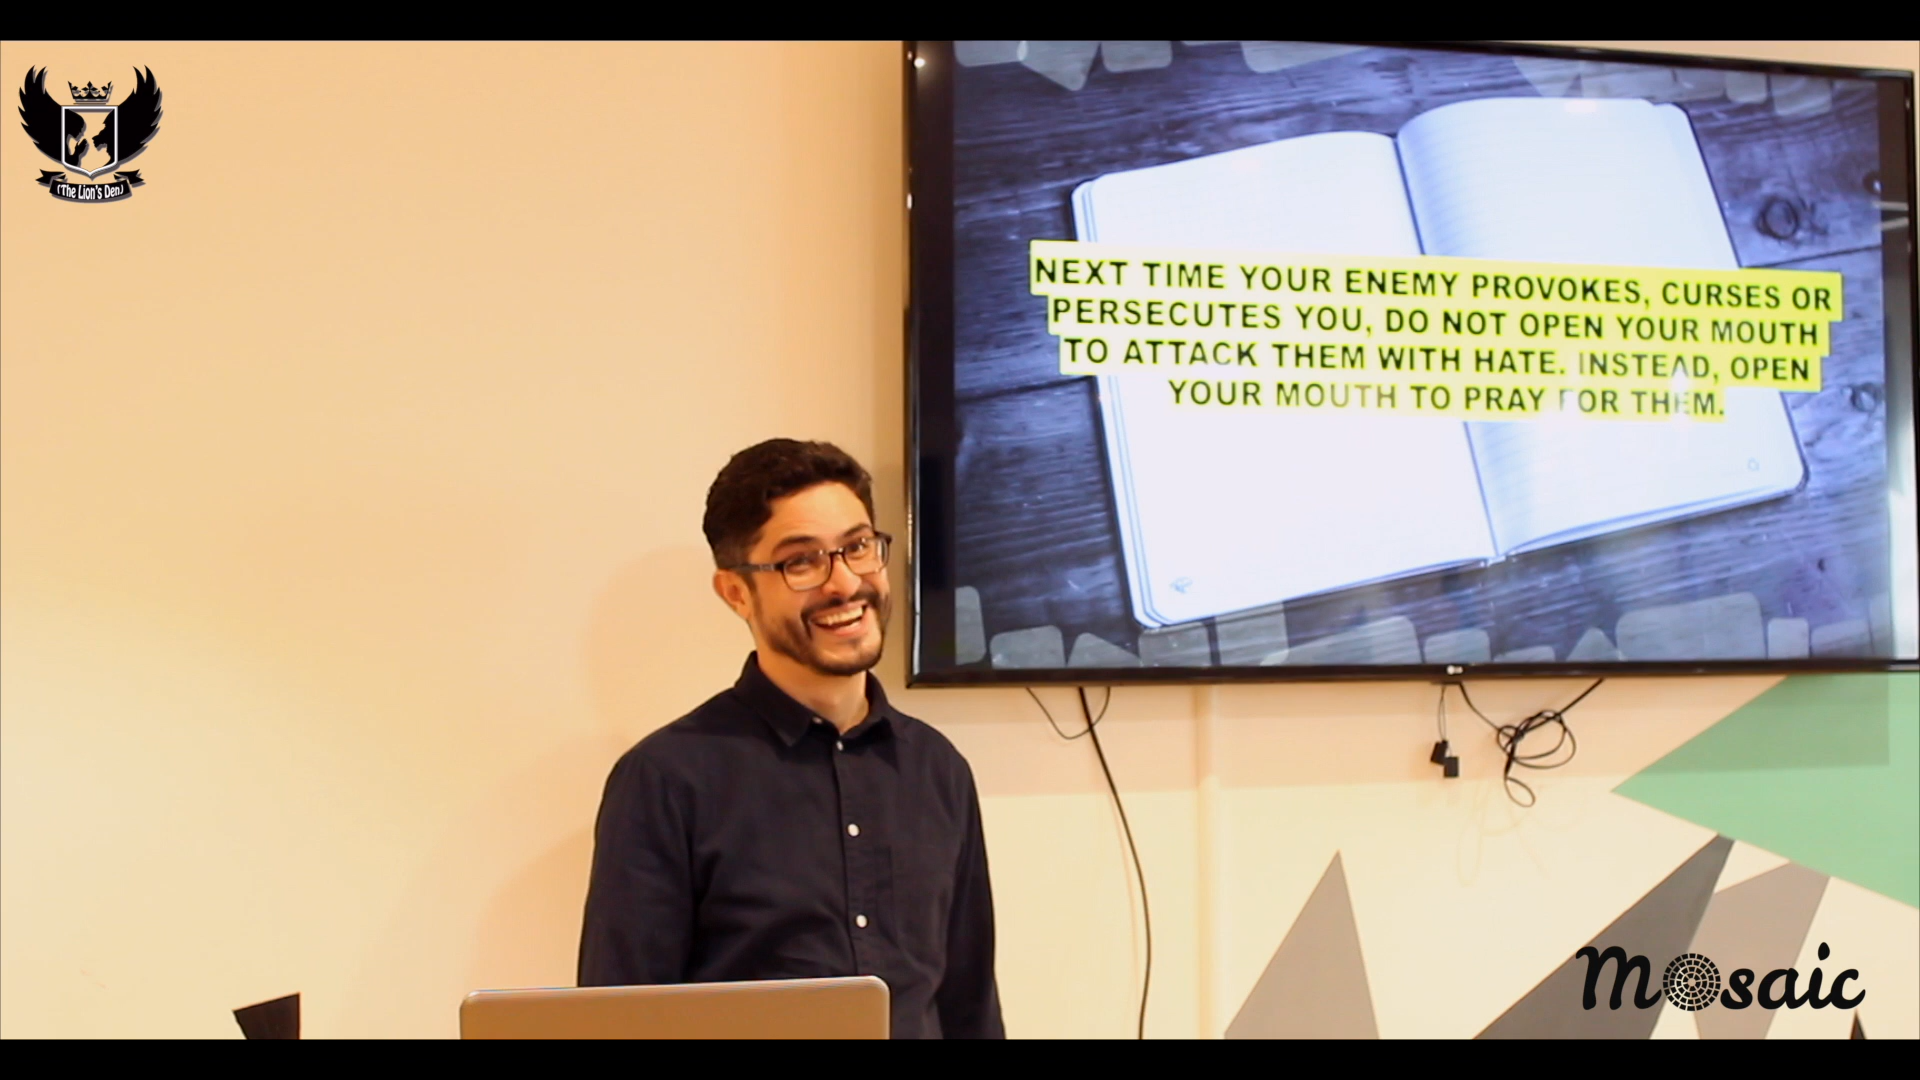 (The Lion's Den)
NEXT TIME YOUR ENEMY PROVOKES, CURSES OR
PERSECUTES YOU, DO NOT OPEN YOUR MOUTH
TO ATTACK THEM WITH HATE. INSTEAD, OPEN
YOUR MOUTH TO PRAY FOR THEM.
LG
Mosaic